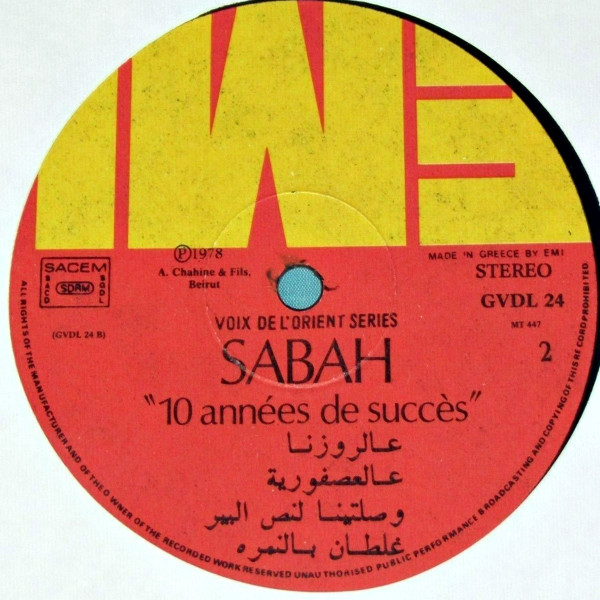 MADE IN GREECE BY EMI
STEREO
GVDL 24
MT 447
2
℗1978
A. Chahine & Fils,
Beirut
SACEM
SACD
SDRM
SGDL
(GVDL 24 B)
VOIX DE L'ORIENT SERIES
SABAH
"10 années de succès"
عالروزنا
عالعصفورية
وصلتينا لنص البير
غلطان بالنمره
ALL RIGHTS OF THE MANUFACTURER AND OF THE OWNER OF THE RECORDED WORK RESERVED UNAUTHORISED PUBLIC PERFORMANCE BROADCASTING AND COPYING OF THIS RECORD PROHIBITED